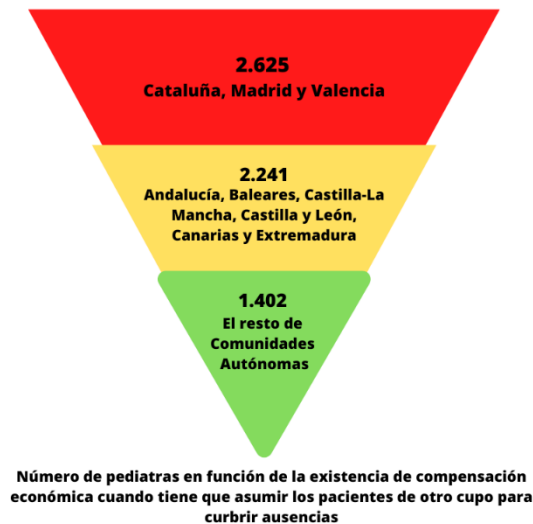 2.625
Cataluña, Madrid y Valencia
2.241
Andalucía, Baleares, Castilla-La
Mancha, Castilla y León,
Canarias y Extremadura
1.402
El resto de
Comunidades
Autónomas
Número de pediatras en función de la existencia de compensación
económica cuando tiene que asumir los pacientes de otro cupo para
curbrir ausencias